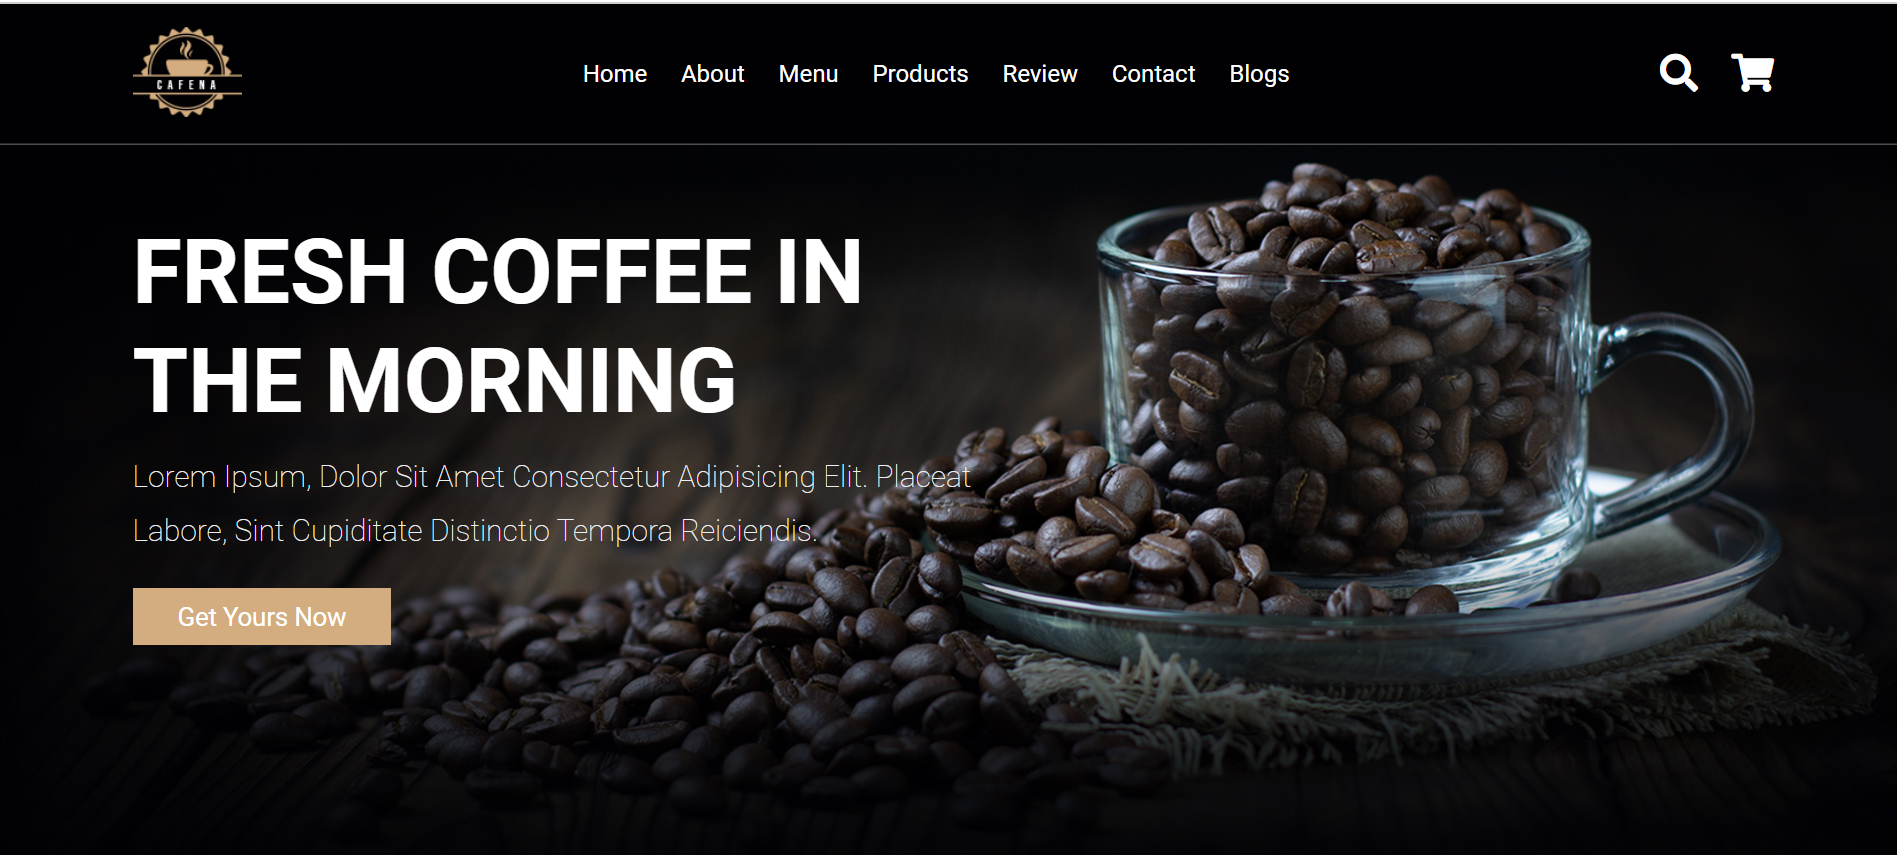 CAFENA
Home About Menu Products Review Contact Blogs
FRESH COFFEE IN
THE MORNING
Lorem Ipsum, Dolor Sit Amet Consectetur Adipisicing Elit. Placeat
Labore, Sint Cupiditate Distinctio Tempora Reiciendis.
Get Yours Now